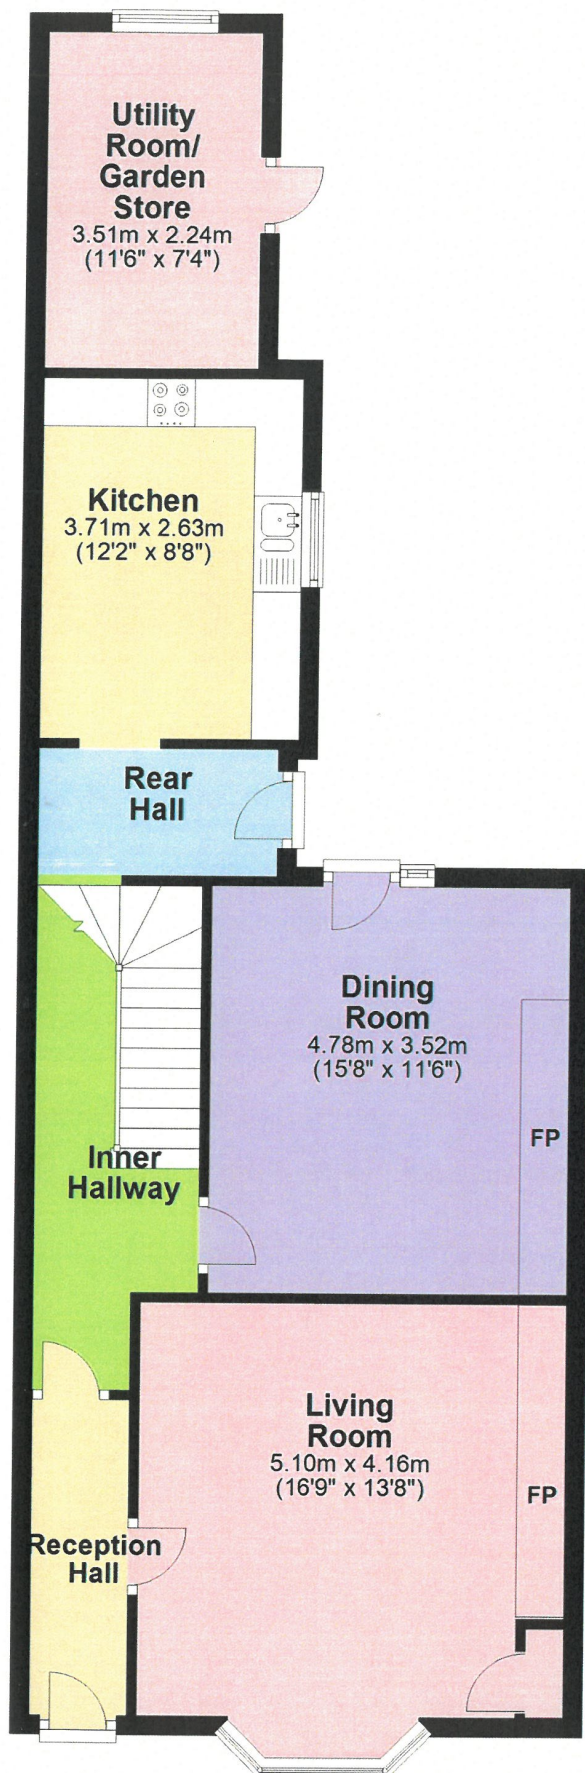 Utility
Room/
Garden
Store
3.51m x 2.24m
(11'6" x 7'4")
Kitchen
3.71m x 2.63m
(12'2" x 8'8")
Rear
Hall
Dining
Room
4.78m x 3.52m
(15'8" x 11'6")
FP
Inner
Hallway
Living
Room
5.10m x 4.16m
(16'9" x 13'8")
FP
Reception
Hall